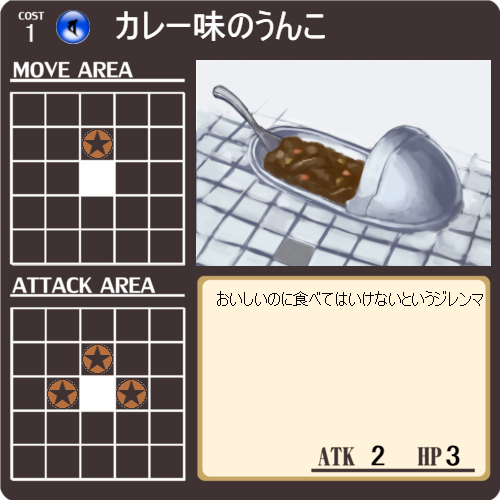 COST
1
カレー味のうんこ
MOVE AREA
ATTACK AREA
おいしいのに食べてはいけないというジレンマ
ATK 2 HP 3